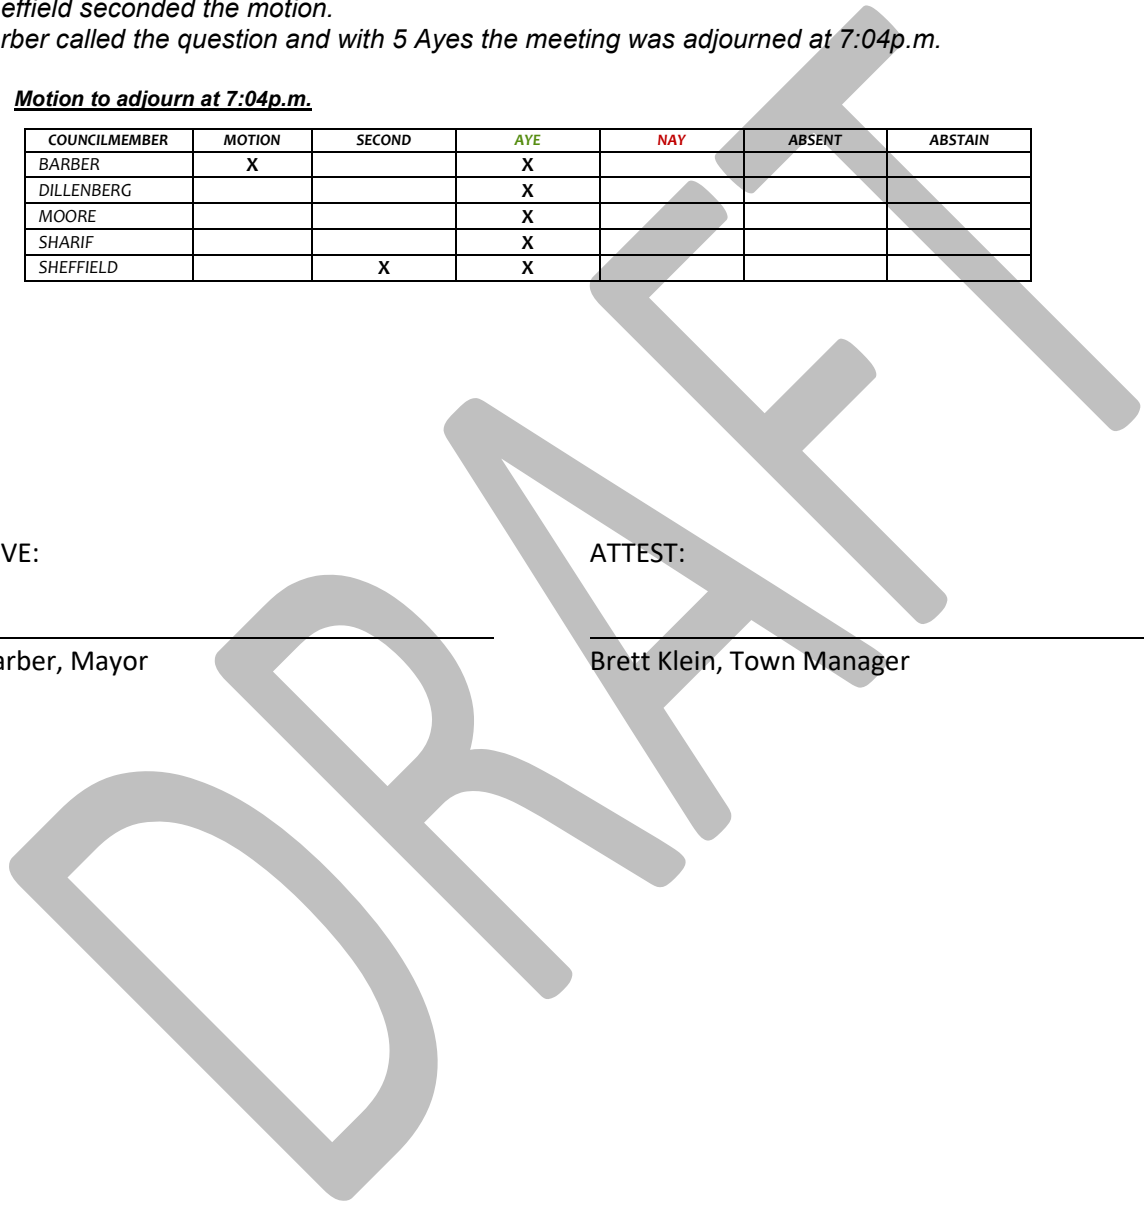 effield seconded the motion.
rber called the question and with 5 Ayes the meeting was adjourned at 7:04p.m.
Motion to adjourn at 7:04p.m.
COUNCILMEMBER MOTION SECOND AYE NAY ABSENT ABSTAIN
BARBER X X
DILLENBERG X
MOORE X
SHARIF X
SHEFFIELD X X
VE: ATTEST:
arber, Mayor Brett Klein, Town Manager
DRAFT